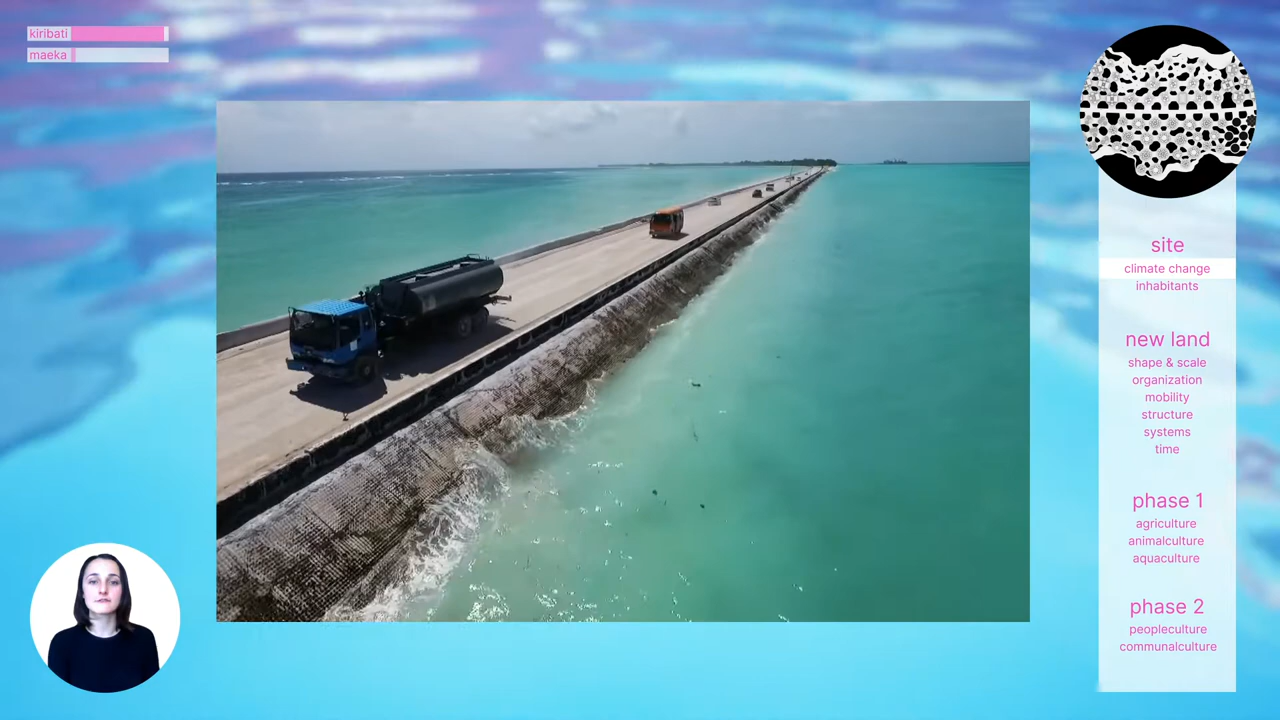 kiribati
maeka
site
climate change
inhabitants
new land
shape & scale
organization
mobility
structure
systems
time
phase 1
agriculture
animalculture
aquaculture
phase 2
peopleculture
communalculture